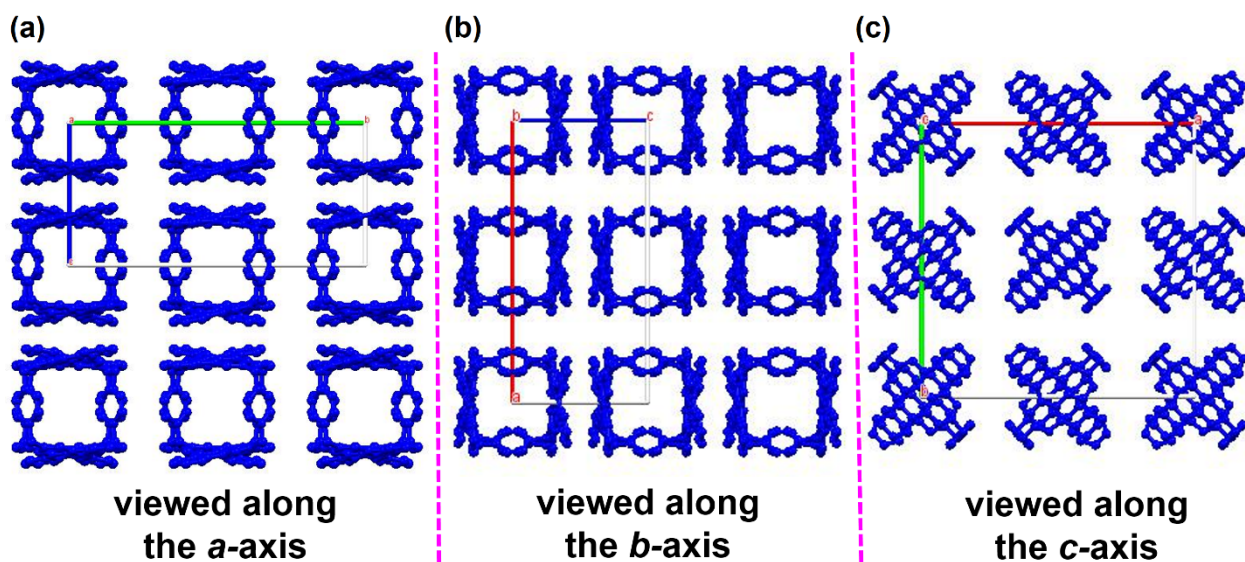 (a)
(b)
(c)
a
b
c
b
c
a
c
a
b
viewed along
the a-axis
viewed along
the b-axis
viewed along
the c-axis